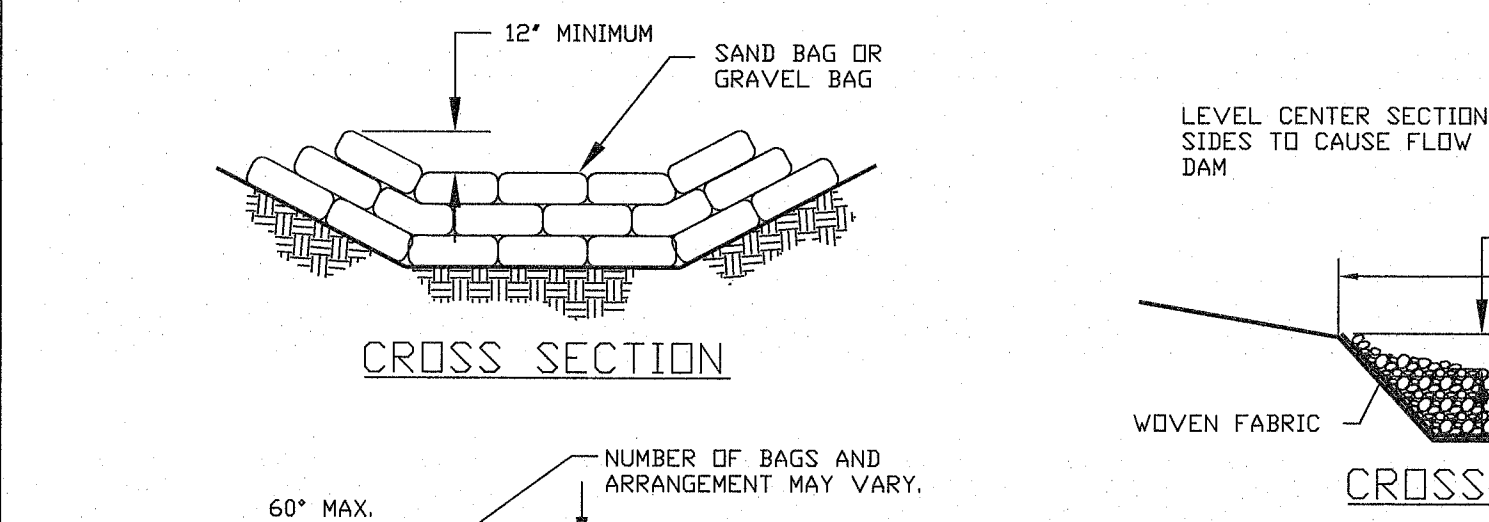 12" MINIMUM
SAND BAG OR
GRAVEL BAG
CROSS SECTION
NUMBER OF BAGS AND
ARRANGEMENT MAY VARY.
60° MAX.
LEVEL CENTER SECTION
SIDES TO CAUSE FLOW
DAM
WOVEN FABRIC
CROSS